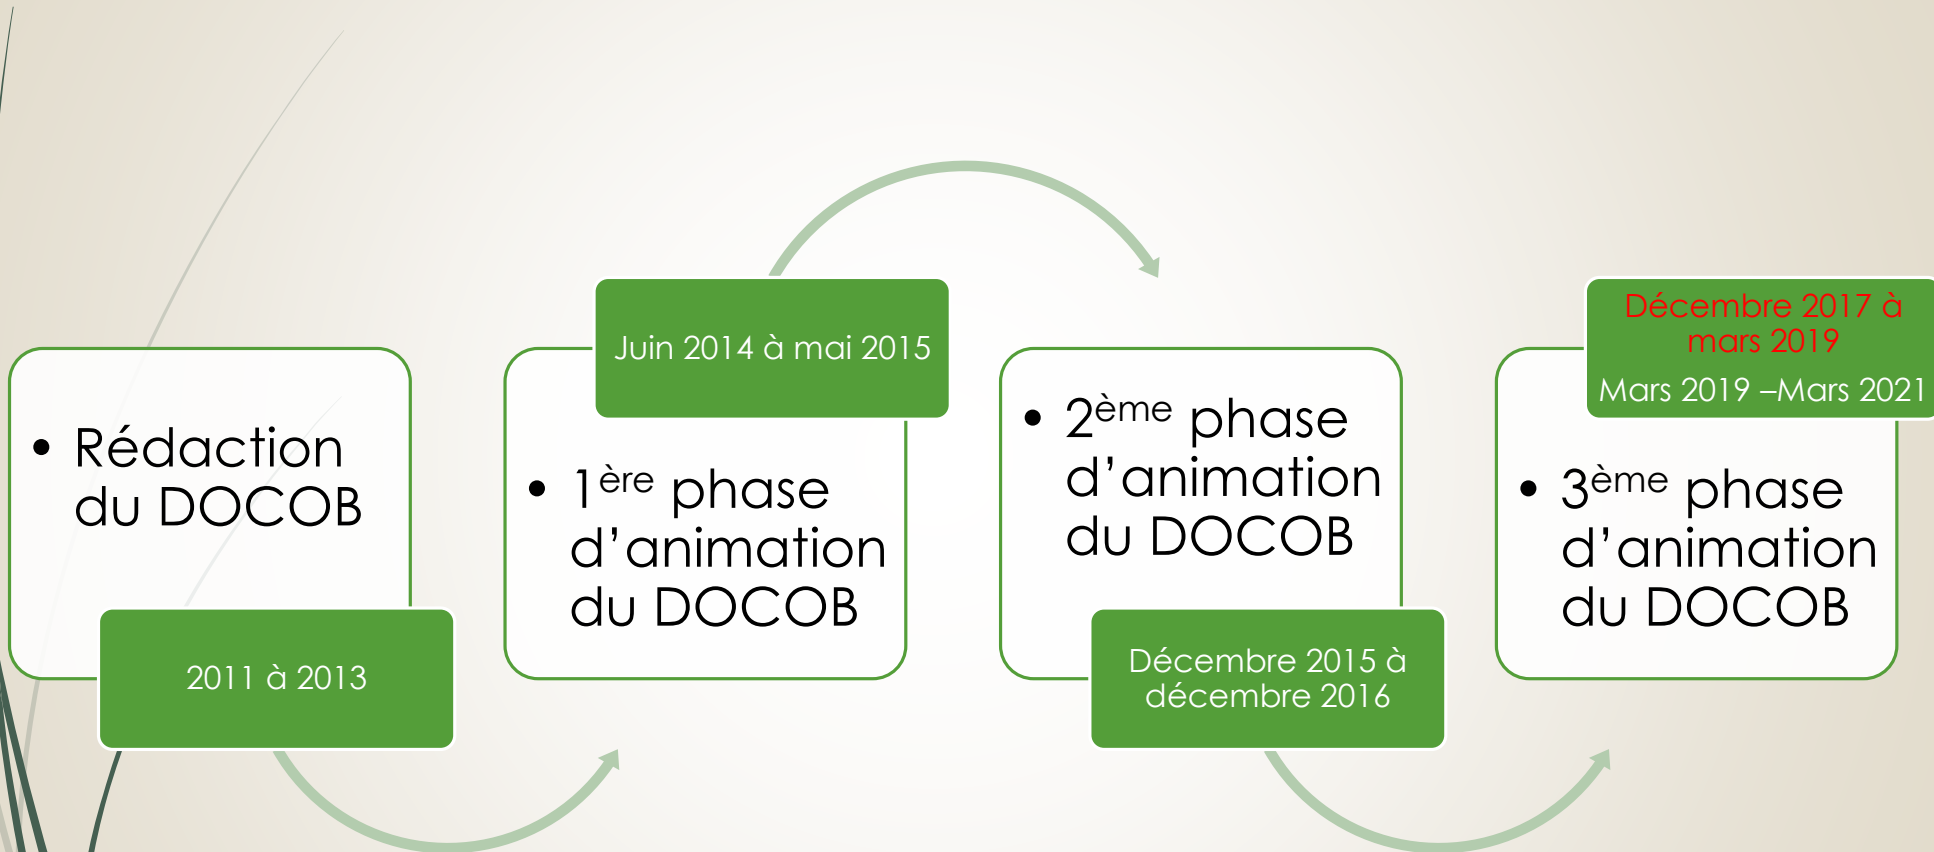 • Rédaction
du DOCOB
2011 à 2013
Juin 2014 à mai 2015
• 1ère phase
d’animation
du DOCOB
• 2ème phase
d’animation
du DOCOB
Décembre 2015 à
décembre 2016
Décembre 2017 à
mars 2019
Mars 2019 –Mars 2021
• 3ème phase
d’animation
du DOCOB